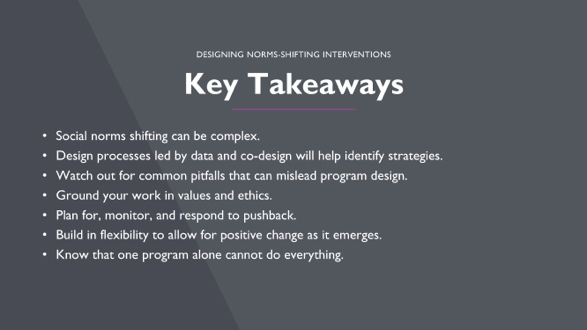 DESIGNING NORMS-SHIFTING INTERVENTIONS
Key Takeaways
• Social norms shifting can be complex.
• Design processes led by data and co-design will help identify strategies.
• Watch out for common pitfalls that can mislead program design.
• Ground your work in values and ethics.
• Plan for, monitor, and respond to pushback.
• Build in flexibility to allow for positive change as it emerges.
• Know that one program alone cannot do everything.